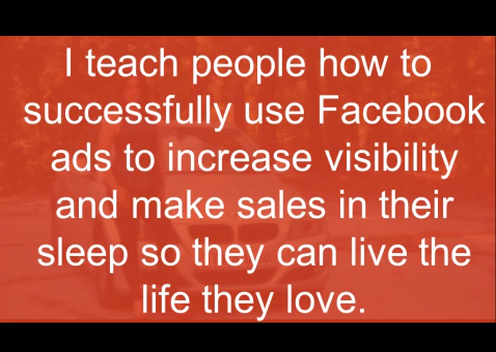 I teach people how to
successfully use Facebook
ads to increase visibility
and make sales in their
sleep so they can live the
life they love.